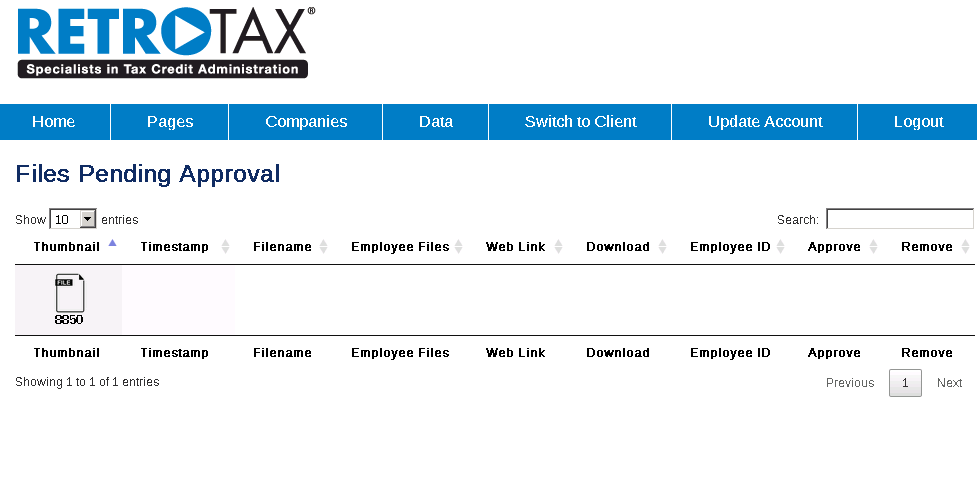 RETROTAX®
Specialists in Tax Credit Administration
Home Pages Companies Data Switch to Client Update Account Logout
Files Pending Approval
Show 10 entries Search:
Thumbnail Timestamp Filename Employee Files Web Link Download Employee ID Approve Remove
FILE
8850
Thumbnail Timestamp Filename Employee Files Web Link Download Employee ID Approve Remove
Showing 1 to 1 of 1 entries Previous 1 Next